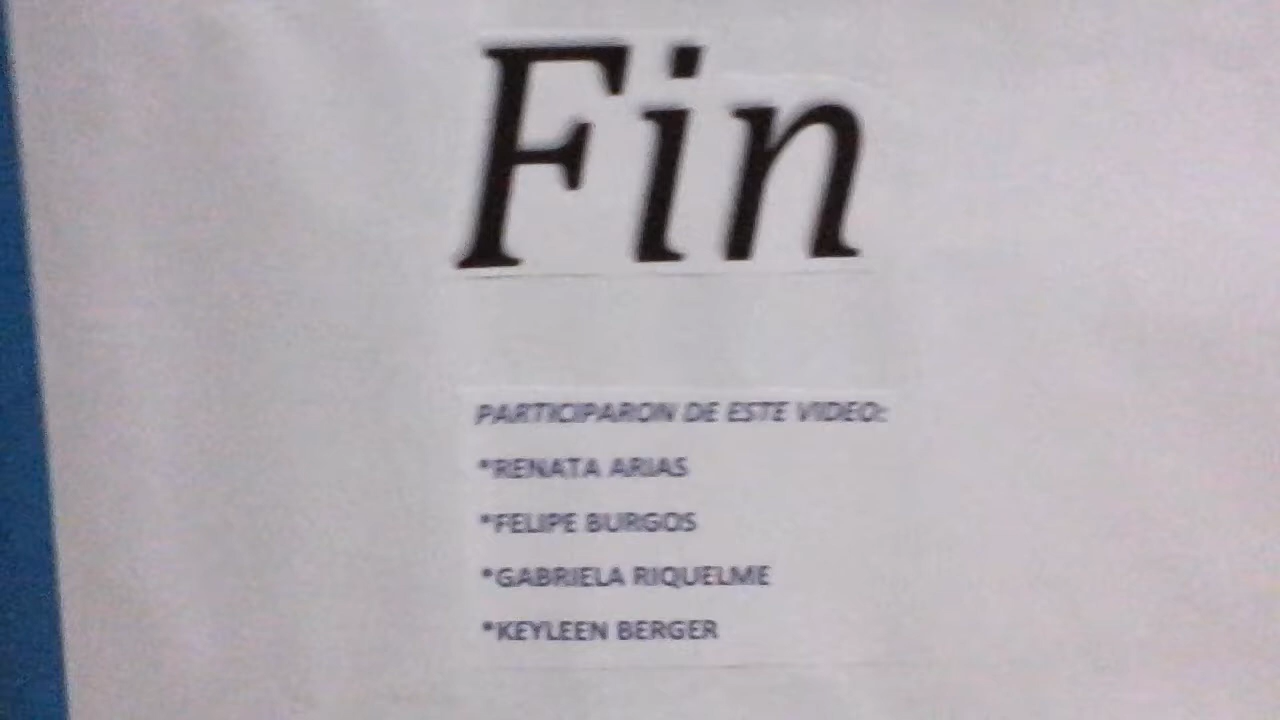 Fin
PARTICIPARON DE ESTE VIDEO:
*RENATA ARIAS
*FELIPE BURGOS
*GABRIELA RIQUELME
*KEYLEEN BERGER